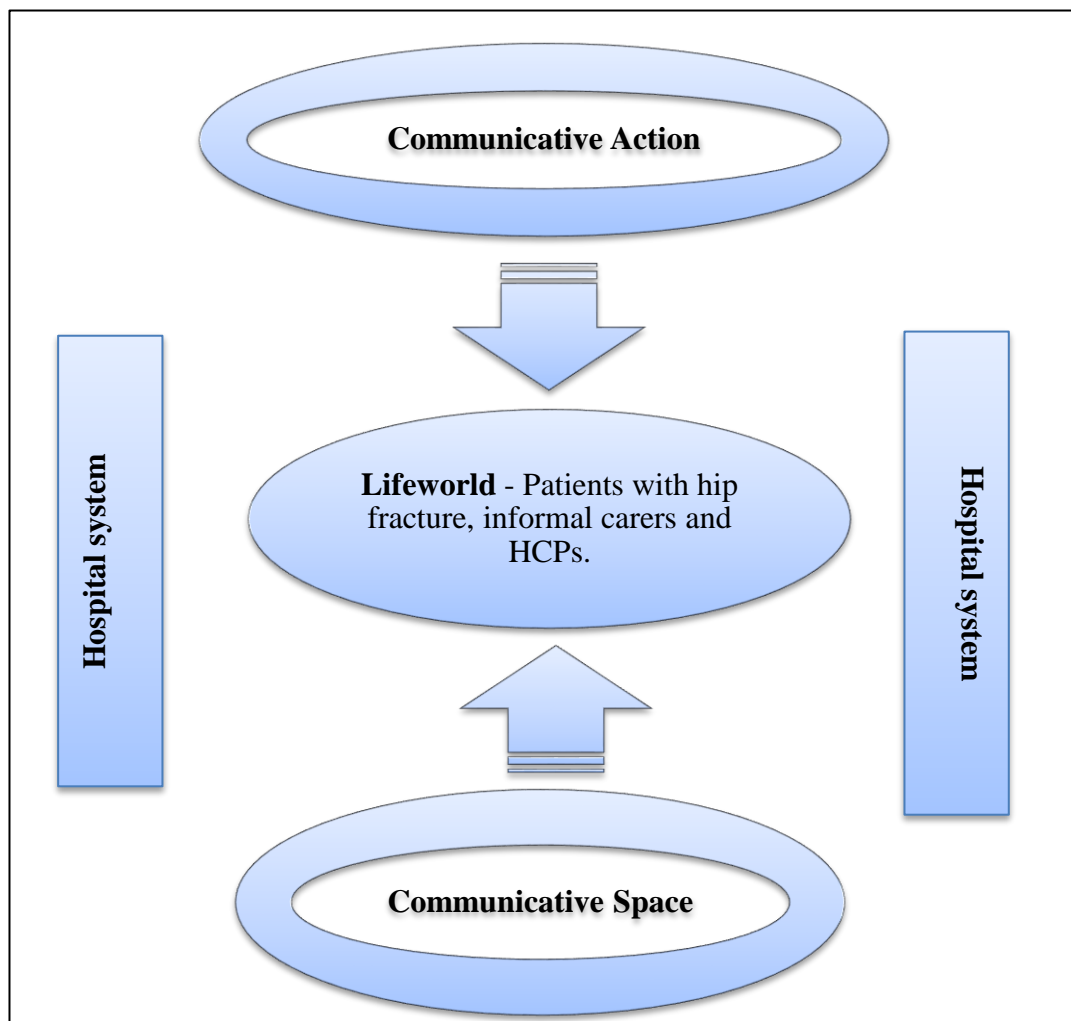 Communicative Action
Hospital system
Lifeworld - Patients with hip
fracture, informal carers and
HCPs.
Hospital system
Communicative Space